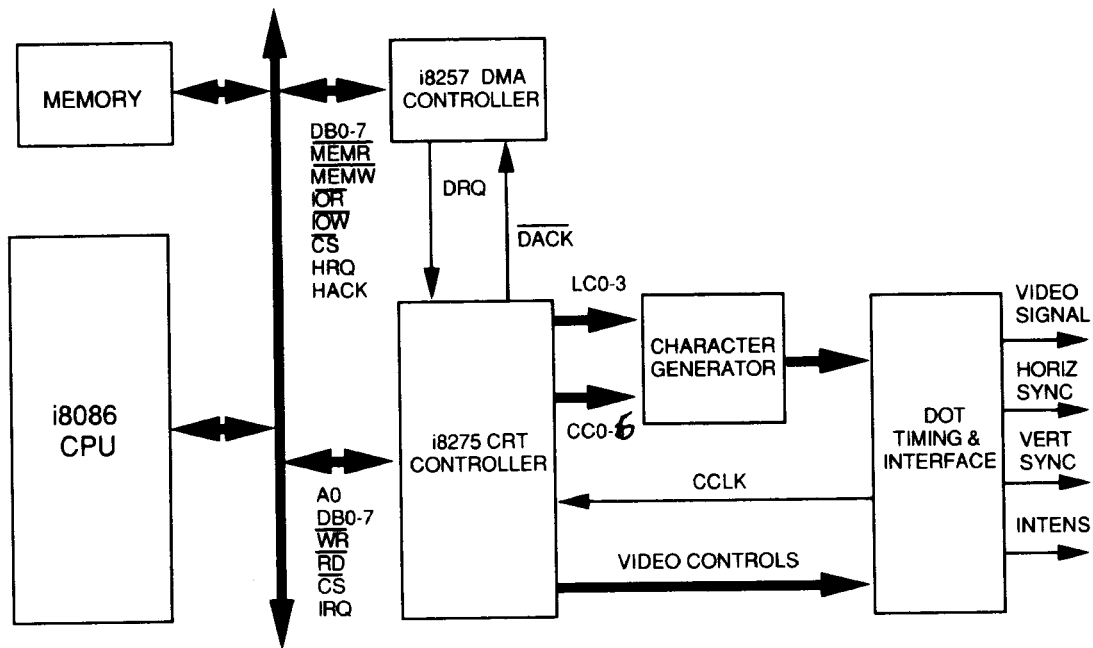 MEMORY
i8257 DMA
CONTROLLER
DB0-7
MEMR
MEMW
IOR
IOW
CS
HRQ
HACK
DRQ
DACK
i8086
CPU
i8275 CRT
CONTROLLER
A0
DB0-7
WR
RD
CS
IRQ
LC0-3
CC0-6
CHARACTER
GENERATOR
CCLK
VIDEO CONTROLS
DOT
TIMING &
INTERFACE
VIDEO
SIGNAL
HORIZ
SYNC
VERT
SYNC
INTENS